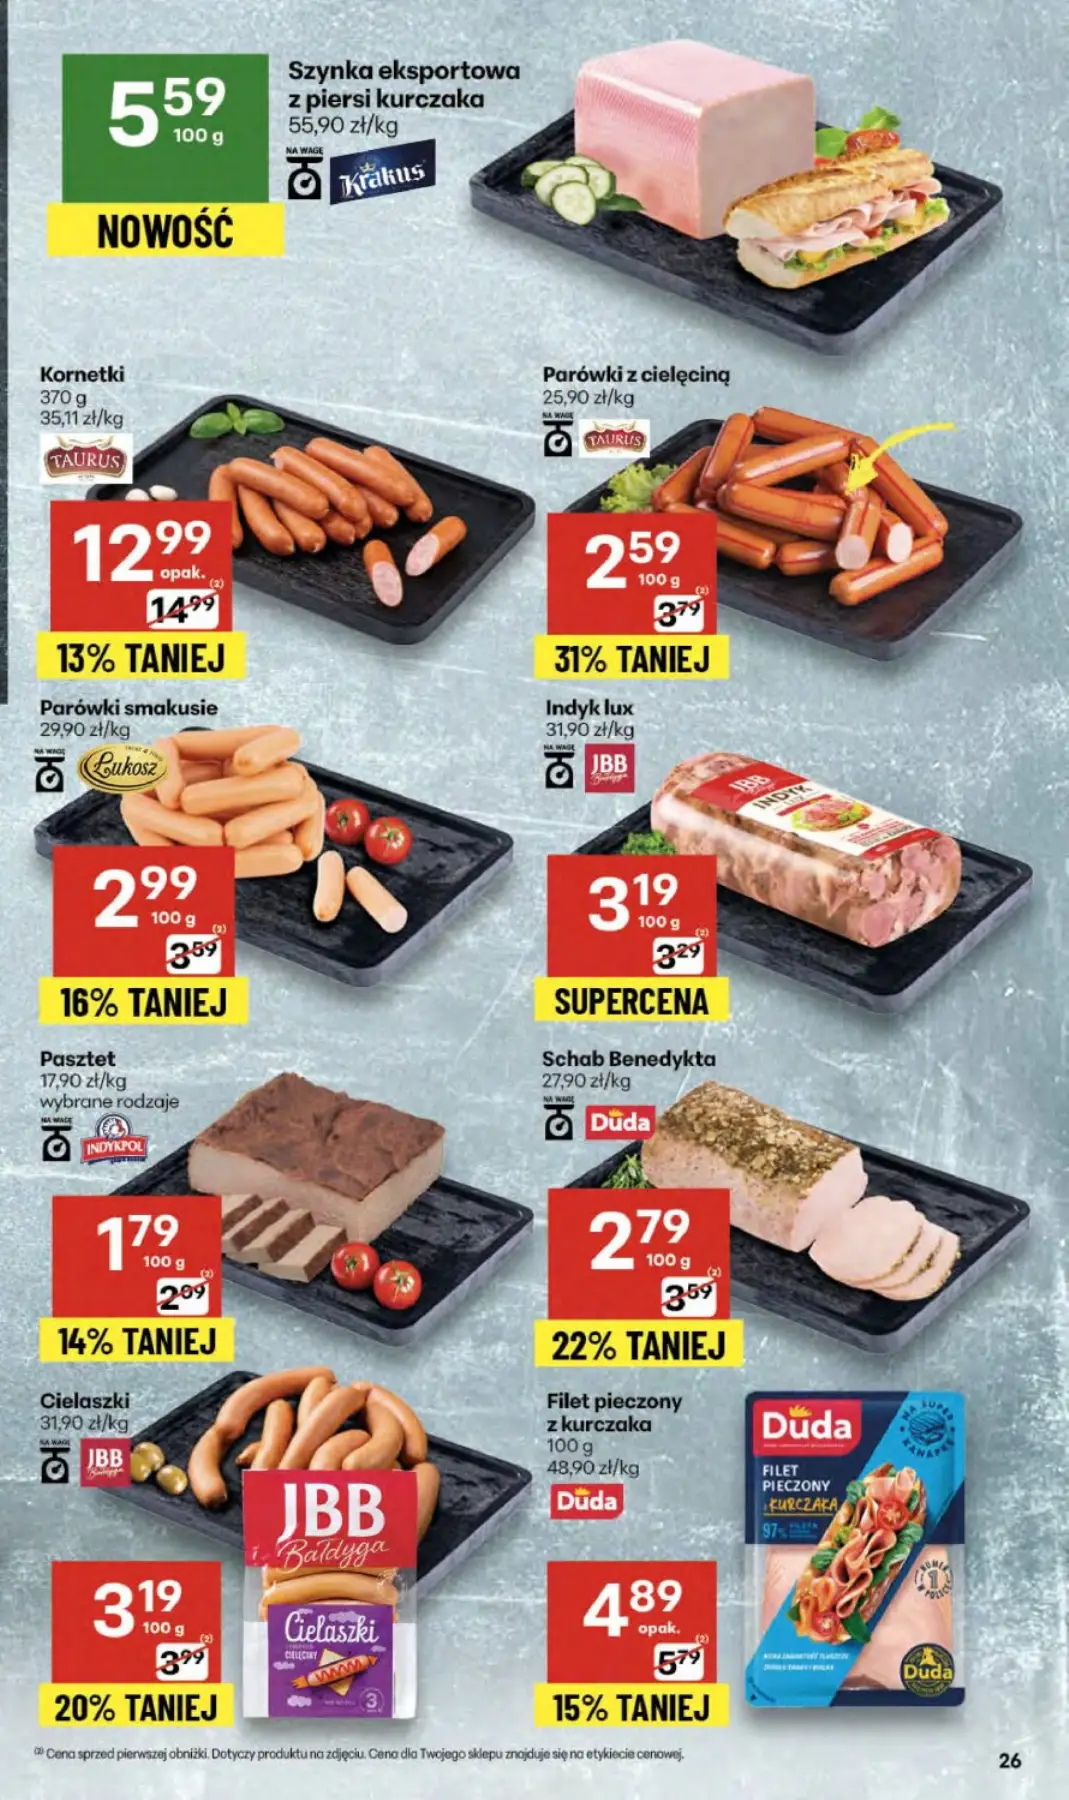 5 59
100 g
NOWOŚĆ
Szynka eksportowa
z piersi kurczaka
55,90 zł/kg
NA WAGĘ
Krakus
Kornetki
370 g
35,11 zł/kg
TAURUS
12 99
opak.
(2)
14 99
13% TANIEJ
Parówki z cielęciną
25,90 zł/kg
NA WAGĘ
TAURUS
2 59
100 g
(2)
3 79
31% TANIEJ
Parówki smakusie
29,90 zł/kg
NA WAGĘ
Łukosz
2 99
100 g
(2)
3 59
16% TANIEJ
Indyk lux
31,90 zł/kg
NA WAGĘ
JBB
Bałdyga
JBB
INDYK
LUX
3 19
100 g
(2)
3 29
SUPERCENA
Pasztet
17,90 zł/kg
wybrane rodzaje
NA WAGĘ
INDYKPOL
1 79
100 g
(2)
2 09
14% TANIEJ
Schab Benedykta
27,90 zł/kg
NA WAGĘ
Duda
2 79
100 g
(2)
3 59
22% TANIEJ
Cielaszki
31,90 zł/kg
NA WAGĘ
JBB
Bałdyga
JBB
Bałdyga
Cielaszki
CIELĘCINY
3
3 19
100 g
(2)
3 99
20% TANIEJ
Filet pieczony
z kurczaka
100 g
48,90 zł/kg
Duda
Duda
NA SUPER
KANAPKĘ
FILET
PIECZONY
z KURCZAKA
97%
NUMER
1
W POLSCE
Duda
4 89
opak.
(2)
5 79
15% TANIEJ
(2) Cena sprzed pierwszej obniżki. Dotyczy produktu na zdjęciu. Cena dla Twojego sklepu znajduje się na etykiecie cenowej.
26